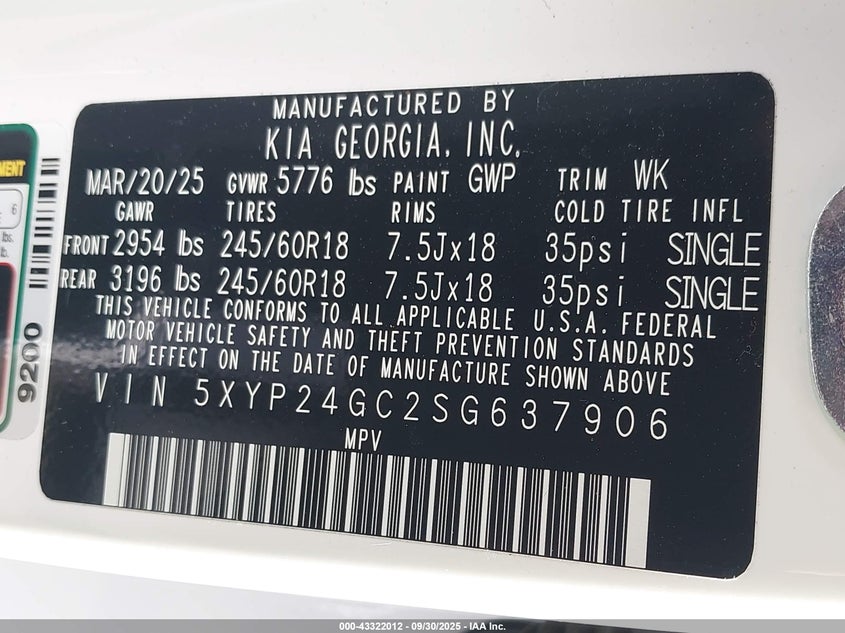 MANUFACTURED BY
KIA GEORGIA, INC.
MAR/20/25 GVWR 5776 lbs PAINT GWP TRIM WK
GAWR TIRES RIMS COLD TIRE INFL
FRONT 2954 lbs 245/60R18 7.5Jx18 35psi SINGLE
REAR 3196 lbs 245/60R18 7.5Jx18 35psi SINGLE
THIS VEHICLE CONFORMS TO ALL APPLICABLE U.S.A. FEDERAL
MOTOR VEHICLE SAFETY AND THEFT PREVENTION STANDARDS
IN EFFECT ON THE DATE OF MANUFACTURE SHOWN ABOVE
VIN 5XYP24GC2SG637906
MPV
9200
6
lbs.
lb.
000-43322012 - 09/30/2025 - IAA Inc.